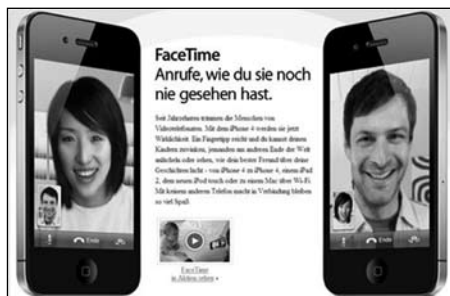 FaceTime
Anrufe, wie du sie noch
nie gesehen hast.
Seit Jahrzehnten träumen die Menschen von
Videotelefonaten. Mit dem iPhone 4 werden sie jetzt
Wirklichkeit. Ein Fingertipp reicht und du kannst deinen
Kindern zuwinken, jemanden am anderen Ende der Welt
anlächeln oder sehen, wie dein bester Freund über deine
Geschichten lacht - von iPhone 4 zu iPhone 4, einem iPad
2, dem neuen iPod touch oder zu einem Mac über Wi-Fi.
Mit keinem anderen Telefon macht in Verbindung bleiben
so viel Spaß.
FaceTime
in Aktion sehen
Ende
Ende